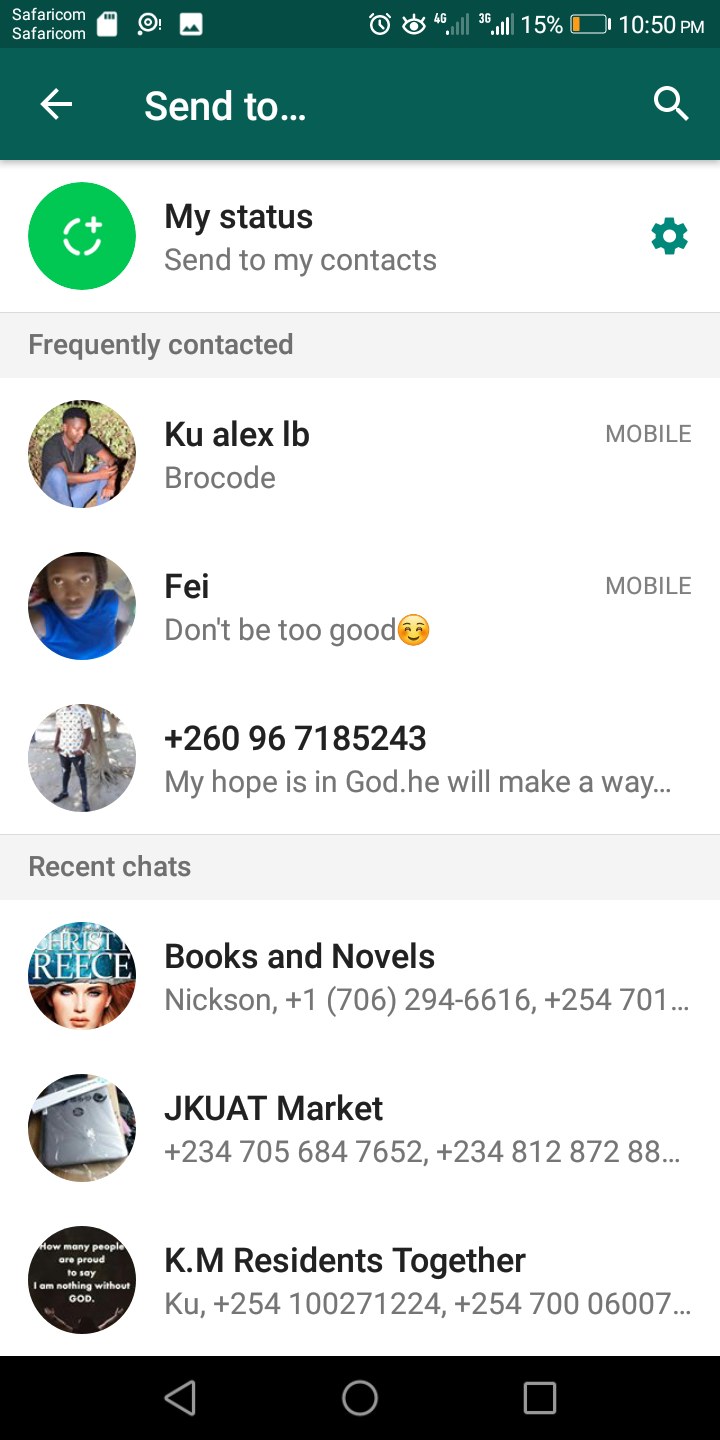 Safaricom
Safaricom
4G 3G 15% 10:50 PM
Send to…
My status
Send to my contacts
Frequently contacted
Ku alex lb MOBILE
Brocode
Fei MOBILE
Don't be too good☺️
+260 96 7185243
My hope is in God.he will make a way…
Recent chats
CHRISTY
REECE
Books and Novels
Nickson, +1 (706) 294-6616, +254 701…
JKUAT Market
+234 705 684 7652, +234 812 872 88…
How many people
are proud
to say
I am nothing without
GOD.
K.M Residents Together
Ku, +254 100271224, +254 700 06007…